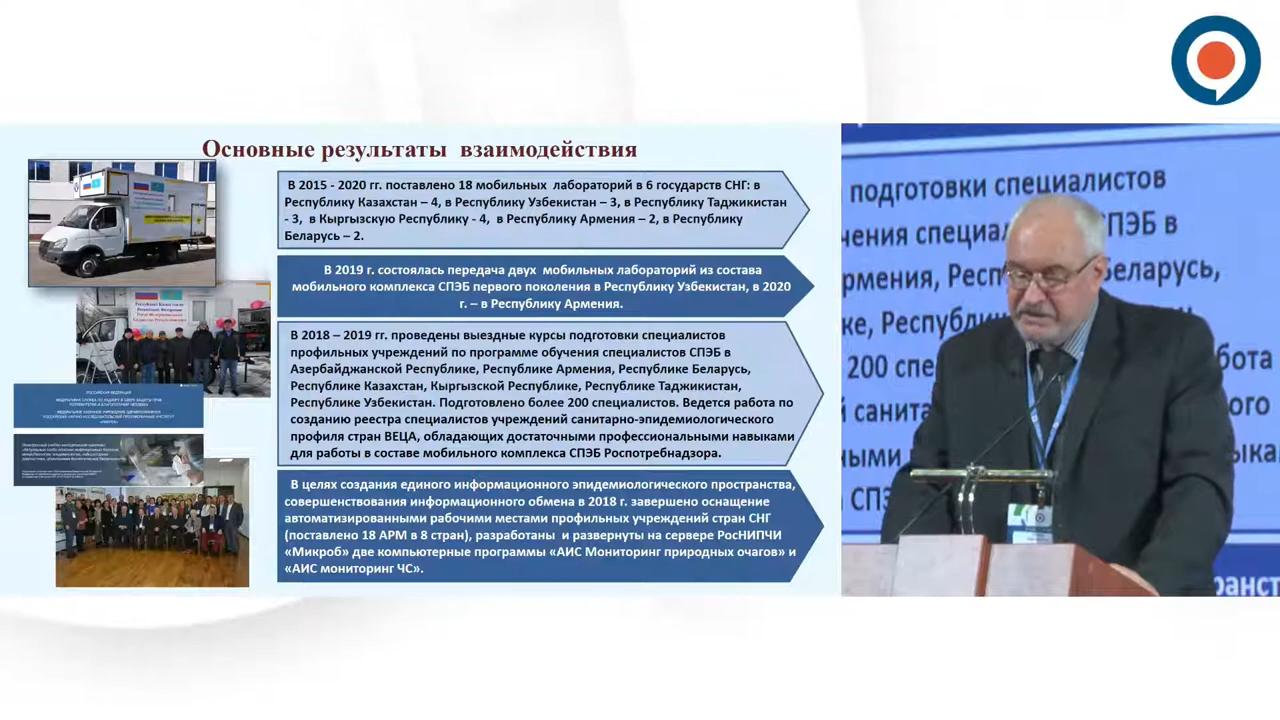 Основные результаты взаимодействия
В 2015 - 2020 гг. поставлено 18 мобильных лабораторий в 6 государств СНГ: в
Республику Казахстан – 4, в Республику Узбекистан – 3, в Республику Таджикистан
- 3, в Кыргызскую Республику - 4, в Республику Армения – 2, в Республику
Беларусь – 2.
В 2019 г. состоялась передача двух мобильных лабораторий из состава
мобильного комплекса СПЭБ первого поколения в Республику Узбекистан, в 2020
г. – в Республику Армения.
В 2018 – 2019 гг. проведены выездные курсы подготовки специалистов
профильных учреждений по программе обучения специалистов СПЭБ в
Азербайджанской Республике, Республике Армения, Республике Беларусь,
Республике Казахстан, Кыргызской Республике, Республике Таджикистан,
Республике Узбекистан. Подготовлено более 200 специалистов. Ведется работа по
созданию реестра специалистов учреждений санитарно-эпидемиологического
профиля стран ВЕЦА, обладающих достаточными профессиональными навыками
для работы в составе мобильного комплекса СПЭБ Роспотребнадзора.
В целях создания единого информационного эпидемиологического пространства,
совершенствования информационного обмена в 2018 г. завершено оснащение
автоматизированными рабочими местами профильных учреждений стран СНГ
(поставлено 18 АРМ в 8 стран), разработаны и развернуты на сервере РосНИПЧИ
«Микроб» две компьютерные программы «АИС Мониторинг природных очагов» и
«АИС мониторинг ЧС».
РОССИЙСКАЯ ФЕДЕРАЦИЯ
подготовки специалистов
чения специал СПЭБ в
рмения, Респ Беларусь,
ке, Республи
200 спе работа
й санита ого
ными
СПЭ
ранст